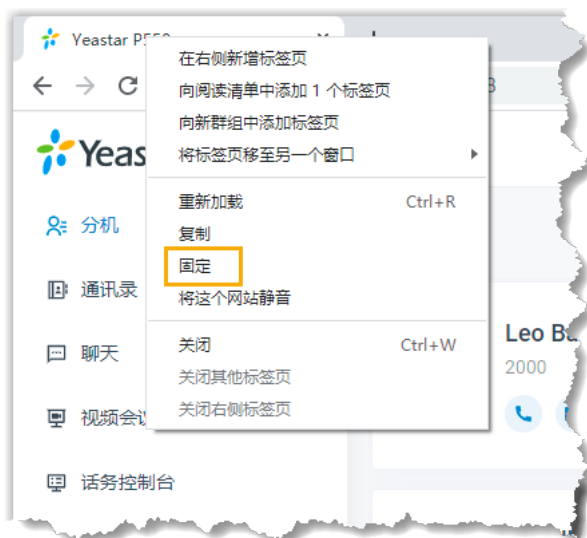 Yeastar P550
在右侧新增标签页
向阅读清单中添加 1 个标签页
向新群组中添加标签页
将标签页移至另一个窗口
重新加载 Ctrl+R
复制
固定
将这个网站静音
关闭 Ctrl+W
关闭其他标签页
关闭右侧标签页
8
Yeas
分机
通讯录
聊天
视频会议
话务控制台
Leo
2000